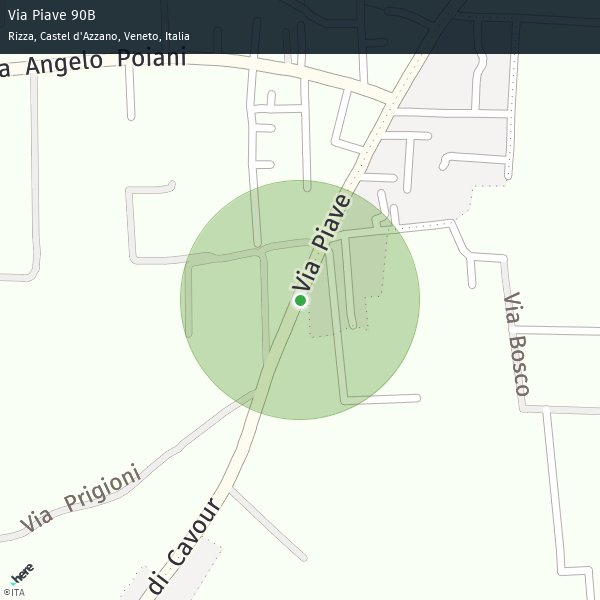 Via Piave 90B
Rizza, Castel d'Azzano, Veneto, Italia
a Angelo Poiani
Via Piave
Via Bosco
Via Prigioni
di Cavour
here
©ITA